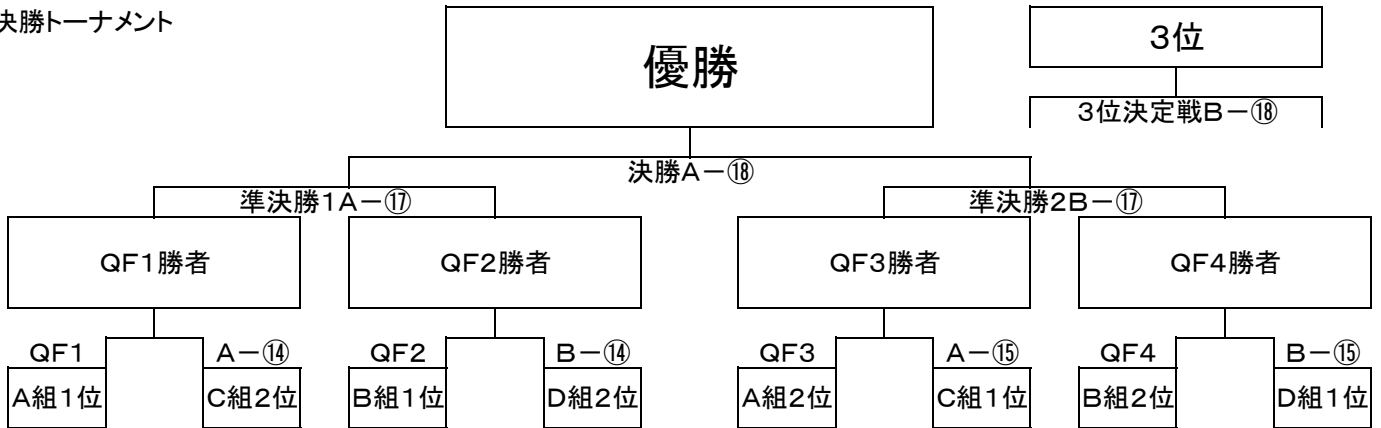 決勝トーナメント
優勝
3位
3位決定戦B－⑱
決勝A－⑱
準決勝1A－⑰
準決勝2B－⑰
QF1勝者
QF2勝者
QF3勝者
QF4勝者
QF1
A－⑭
QF2
B－⑭
QF3
A－⑮
QF4
B－⑮
A組1位
C組2位
B組1位
D組2位
A組2位
C組1位
B組2位
D組1位